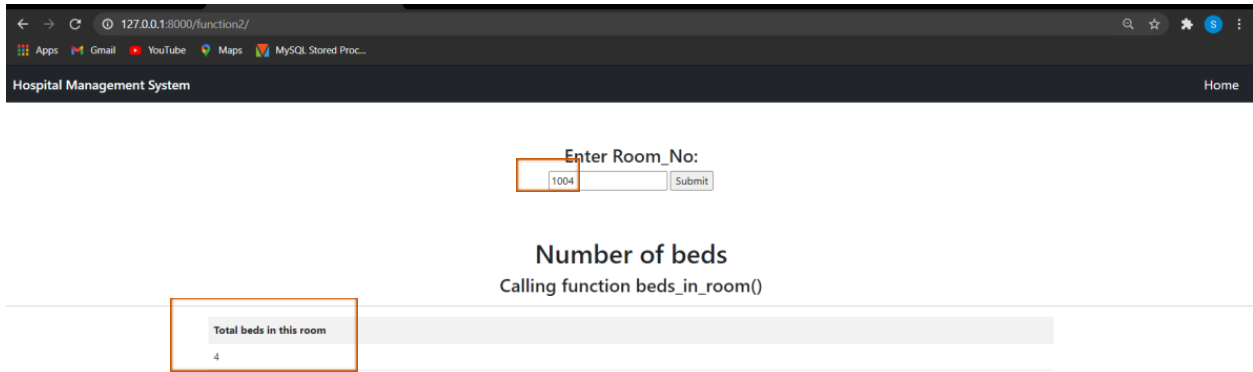 127.0.0.1:8000/function2/
S
Apps Gmail YouTube Maps MySQL Stored Proc...
Hospital Management System Home
Enter Room_No:
1004 Submit
Number of beds
Calling function beds_in_room()
Total beds in this room
4